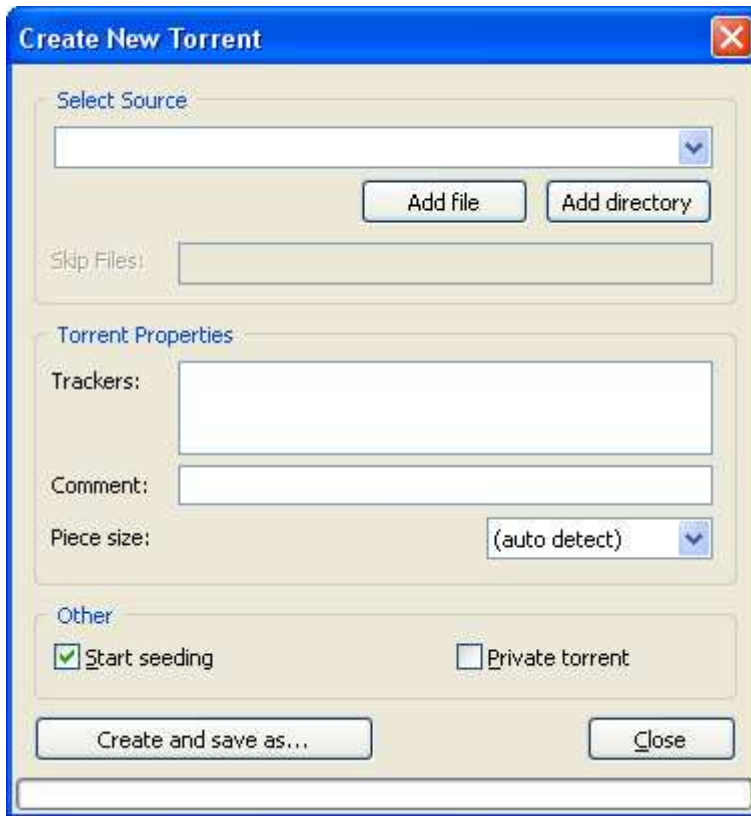 Create New Torrent
Select Source
Add file Add directory
Skip Files:
Torrent Properties
Trackers:
Comment:
Piece size: (auto detect)
Other
Start seeding Private torrent
Create and save as... Close